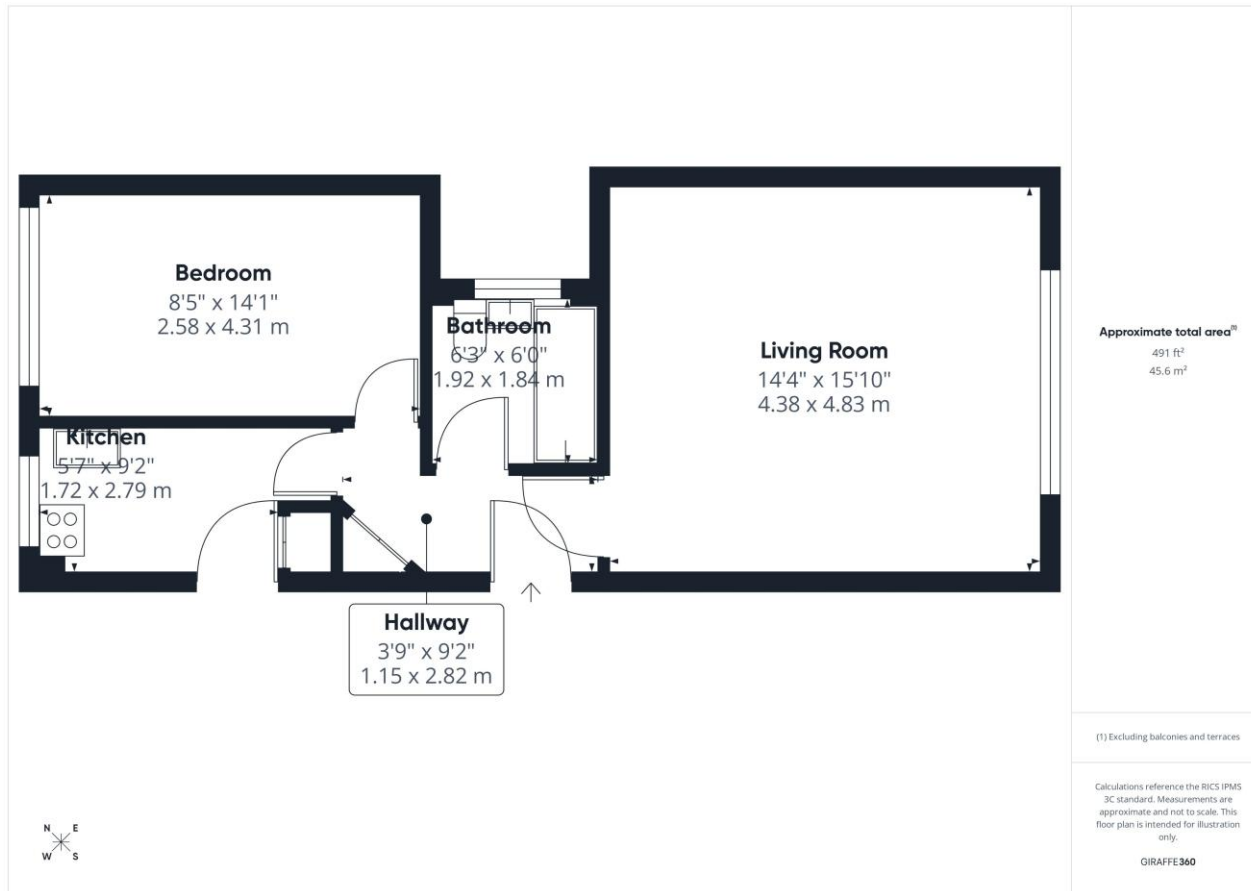 Bedroom
8'5" x 14'1"
2.58 x 4.31 m
Bathroom
6'3" x 6'0"
1.92 x 1.84 m
Living Room
14'4" x 15'10"
4.38 x 4.83 m
Kitchen
5'7" x 9'2"
1.72 x 2.79 m
Hallway
3'9" x 9'2"
1.15 x 2.82 m
N E
W S
Approximate total area(1)
491 ft²
45.6 m²
(1) Excluding balconies and terraces
Calculations reference the RICS IPMS
3C standard. Measurements are
approximate and not to scale. This
floor plan is intended for illustration
only.
GIRAFFE360